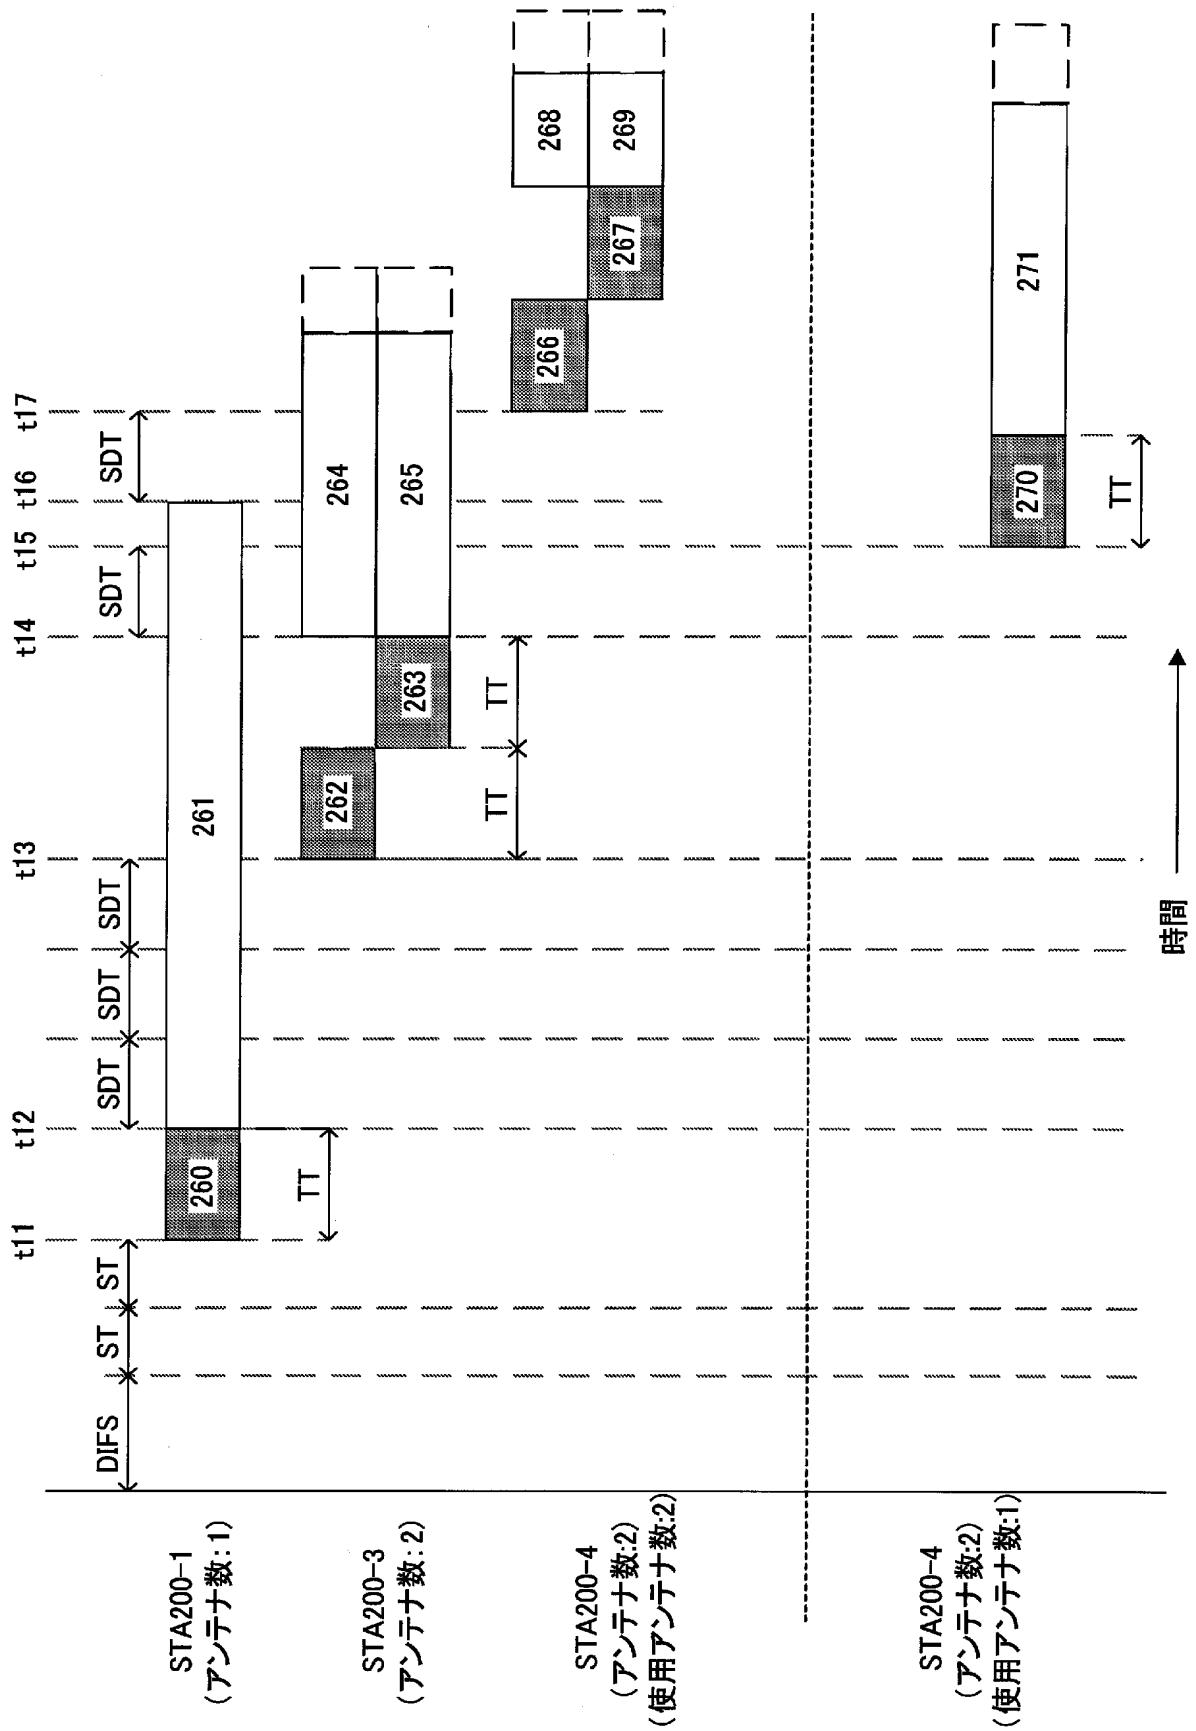 t11
t12
t13
t14
t15
t16
t17
DIFS
ST
ST
SDT
SDT
SDT
SDT
SDT
STA200-1
(アンテナ数:1)
260
261
TT
STA200-3
(アンテナ数:2)
262
263
264
265
TT
TT
STA200-4
(アンテナ数:2)
(使用アンテナ数:2)
266
267
268
269
STA200-4
(アンテナ数:2)
(使用アンテナ数:1)
270
271
TT
時間